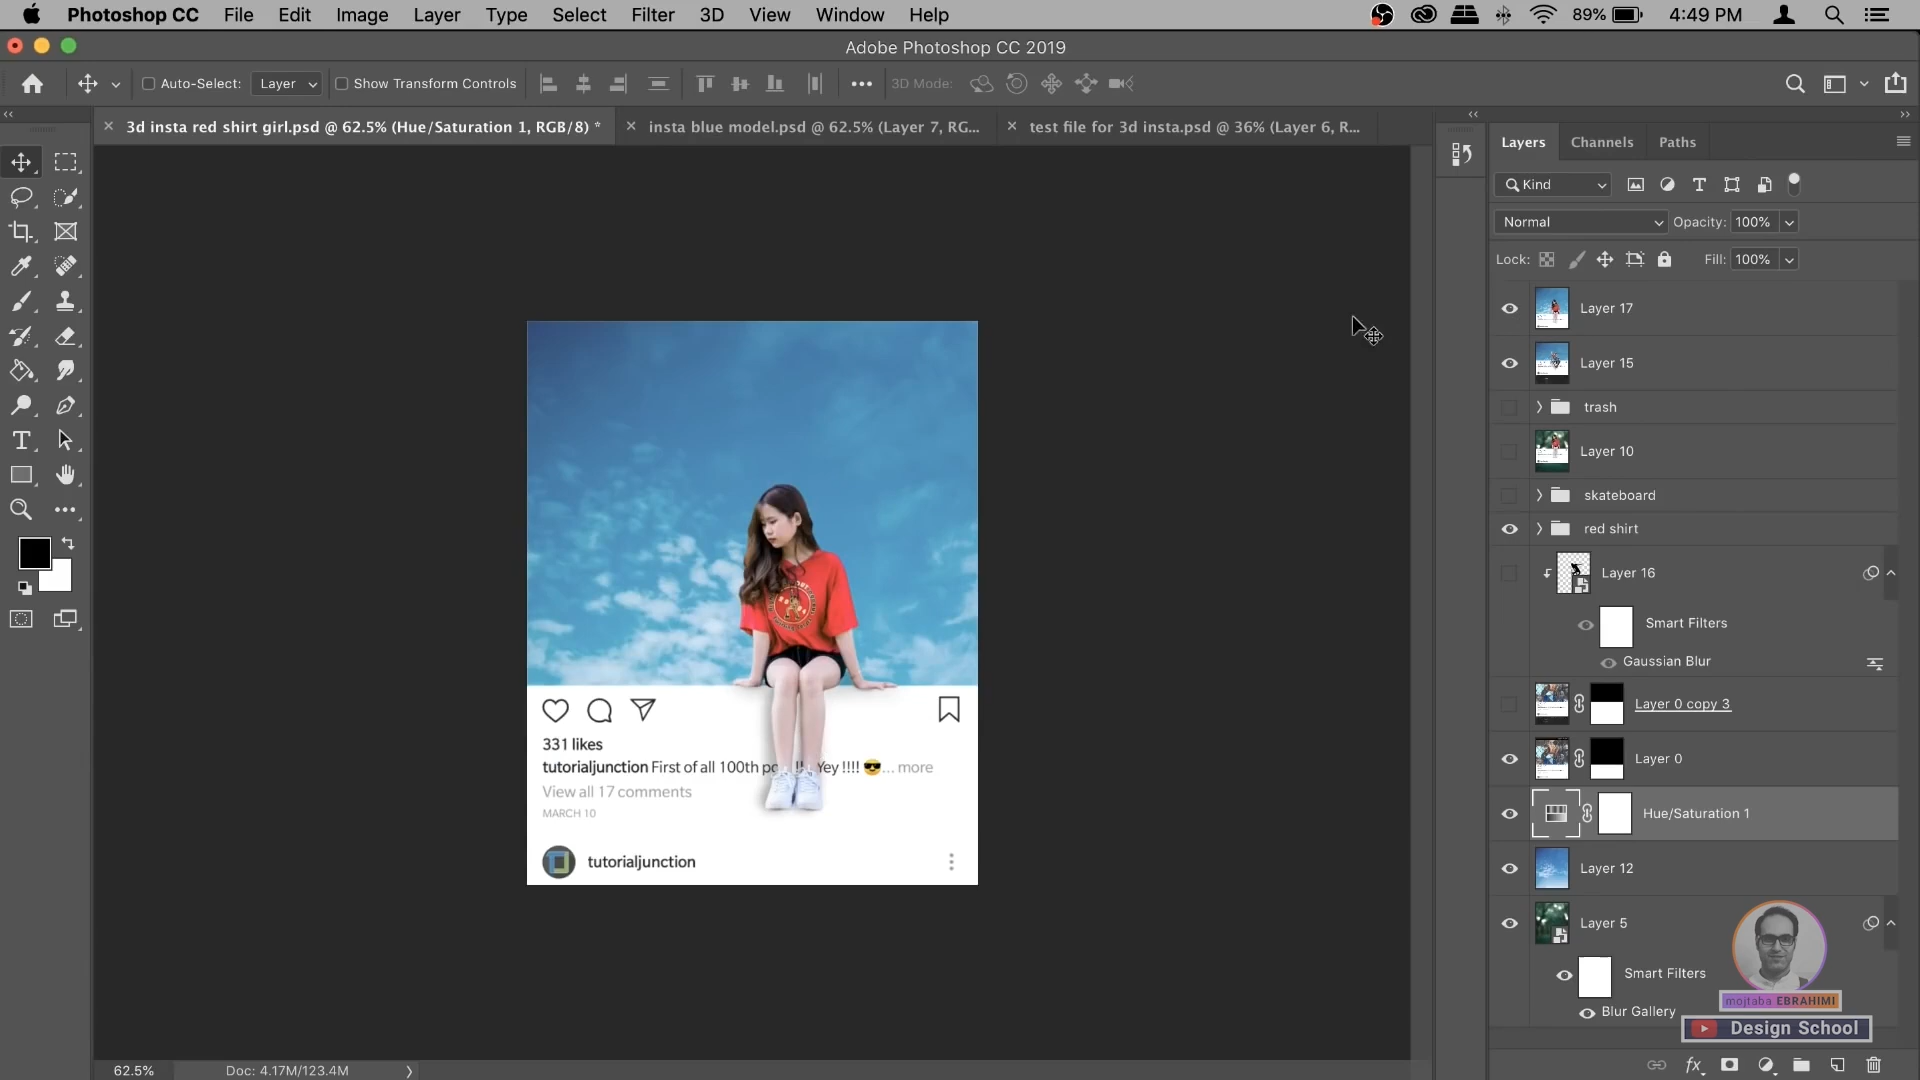 Photoshop CC File Edit Image Layer Type Select Filter 3D View Window Help 89% 4:49 PM
Adobe Photoshop CC 2019
Auto-Select: Layer Show Transform Controls 3D Mode:
3d insta red shirt girl.psd @ 62.5% (Hue/Saturation 1, RGB/8) * insta blue model.psd @ 62.5% (Layer 7, RG... test file for 3d insta.psd @ 36% (Layer 6, R...
Layers Channels Paths
Kind
Normal Opacity: 100%
Lock: Fill: 100%
Layer 17
Layer 15
trash
Layer 10
skateboard
red shirt
Layer 16
Smart Filters
Gaussian Blur
Layer 0 copy 3
Layer 0
Hue/Saturation 1
Layer 12
Layer 5
Smart Filters
Blur Gallery
331 likes
tutorialjunction First of all 100th po !!! Yey !!!! 😎... more
View all 17 comments
MARCH 10
tutorialjunction
mojtaba EBRAHIMI
Design School
62.5% Doc: 4.17M/123.4M